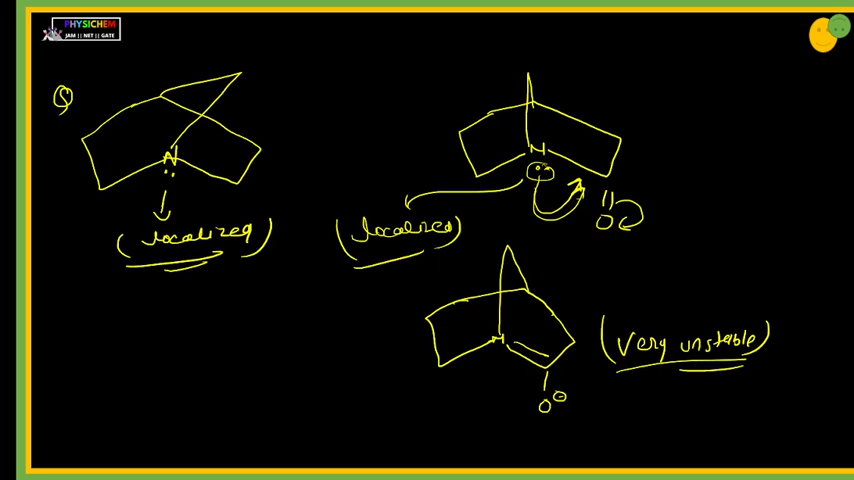 PHYSICHEM
JAM || NET || GATE
Q
N
N
(localized)
(localized)
O
N
(very unstable)
O⊖